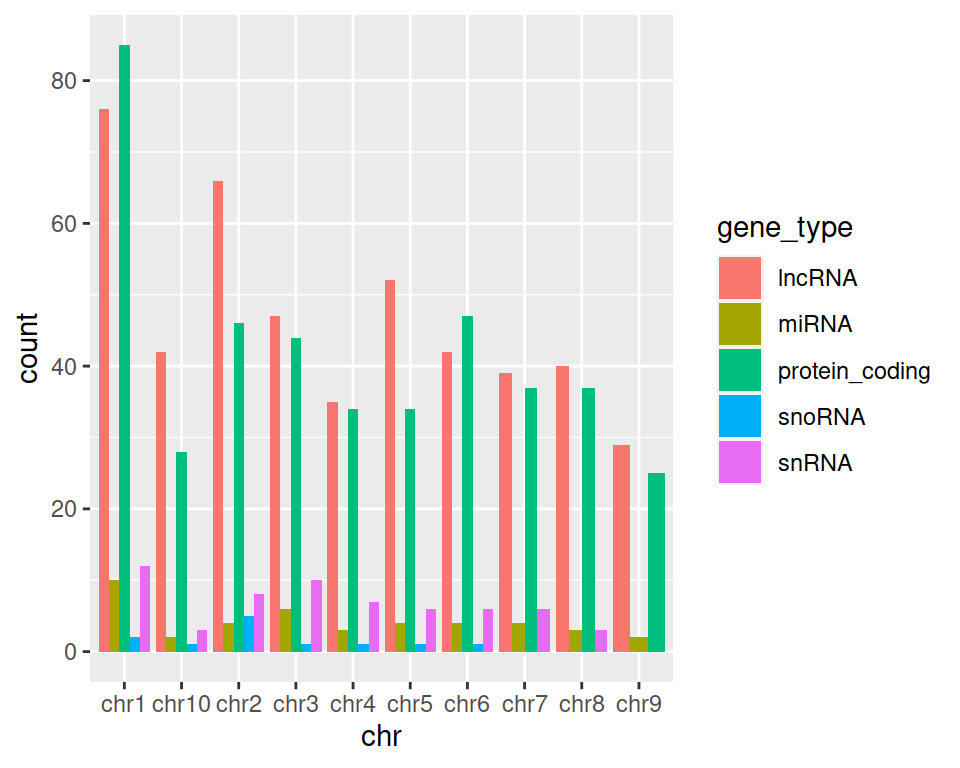 80
60
40
20
0
count
chr1 chr10 chr2 chr3 chr4 chr5 chr6 chr7 chr8 chr9
chr
gene_type
lncRNA
miRNA
protein_coding
snoRNA
snRNA